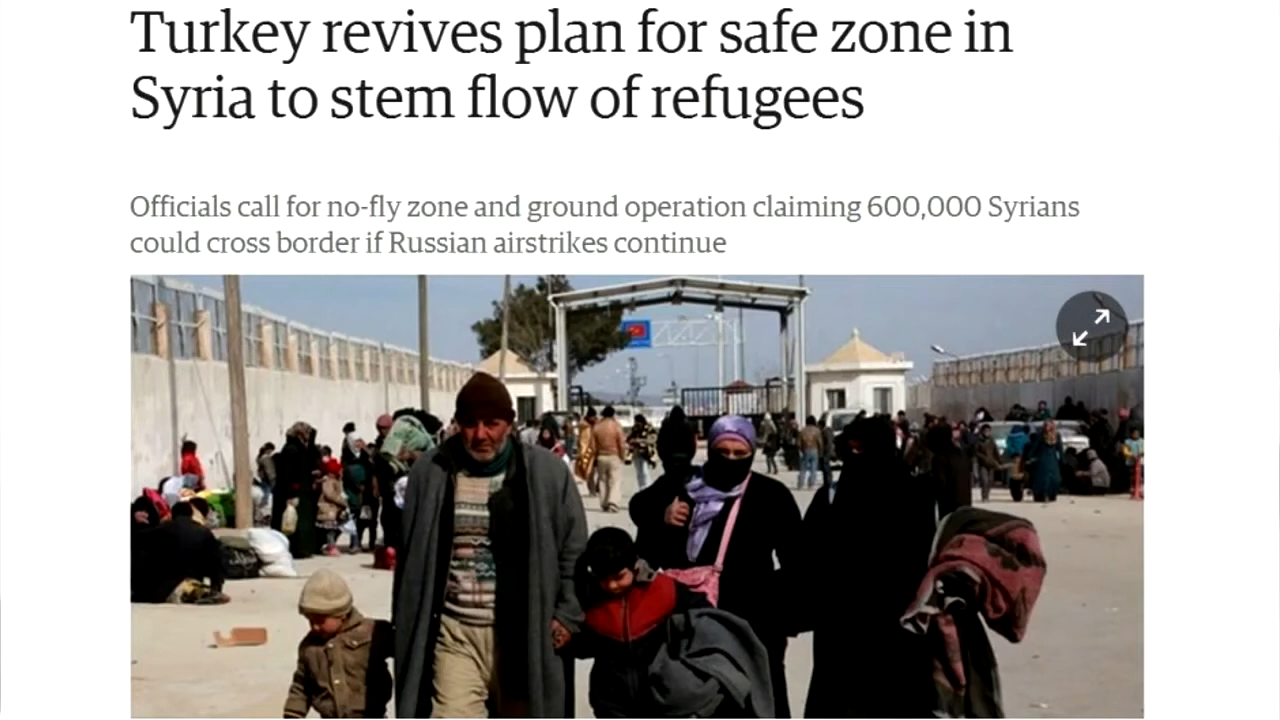 Turkey revives plan for safe zone in
Syria to stem flow of refugees
Officials call for no-fly zone and ground operation claiming 600,000 Syrians
could cross border if Russian airstrikes continue